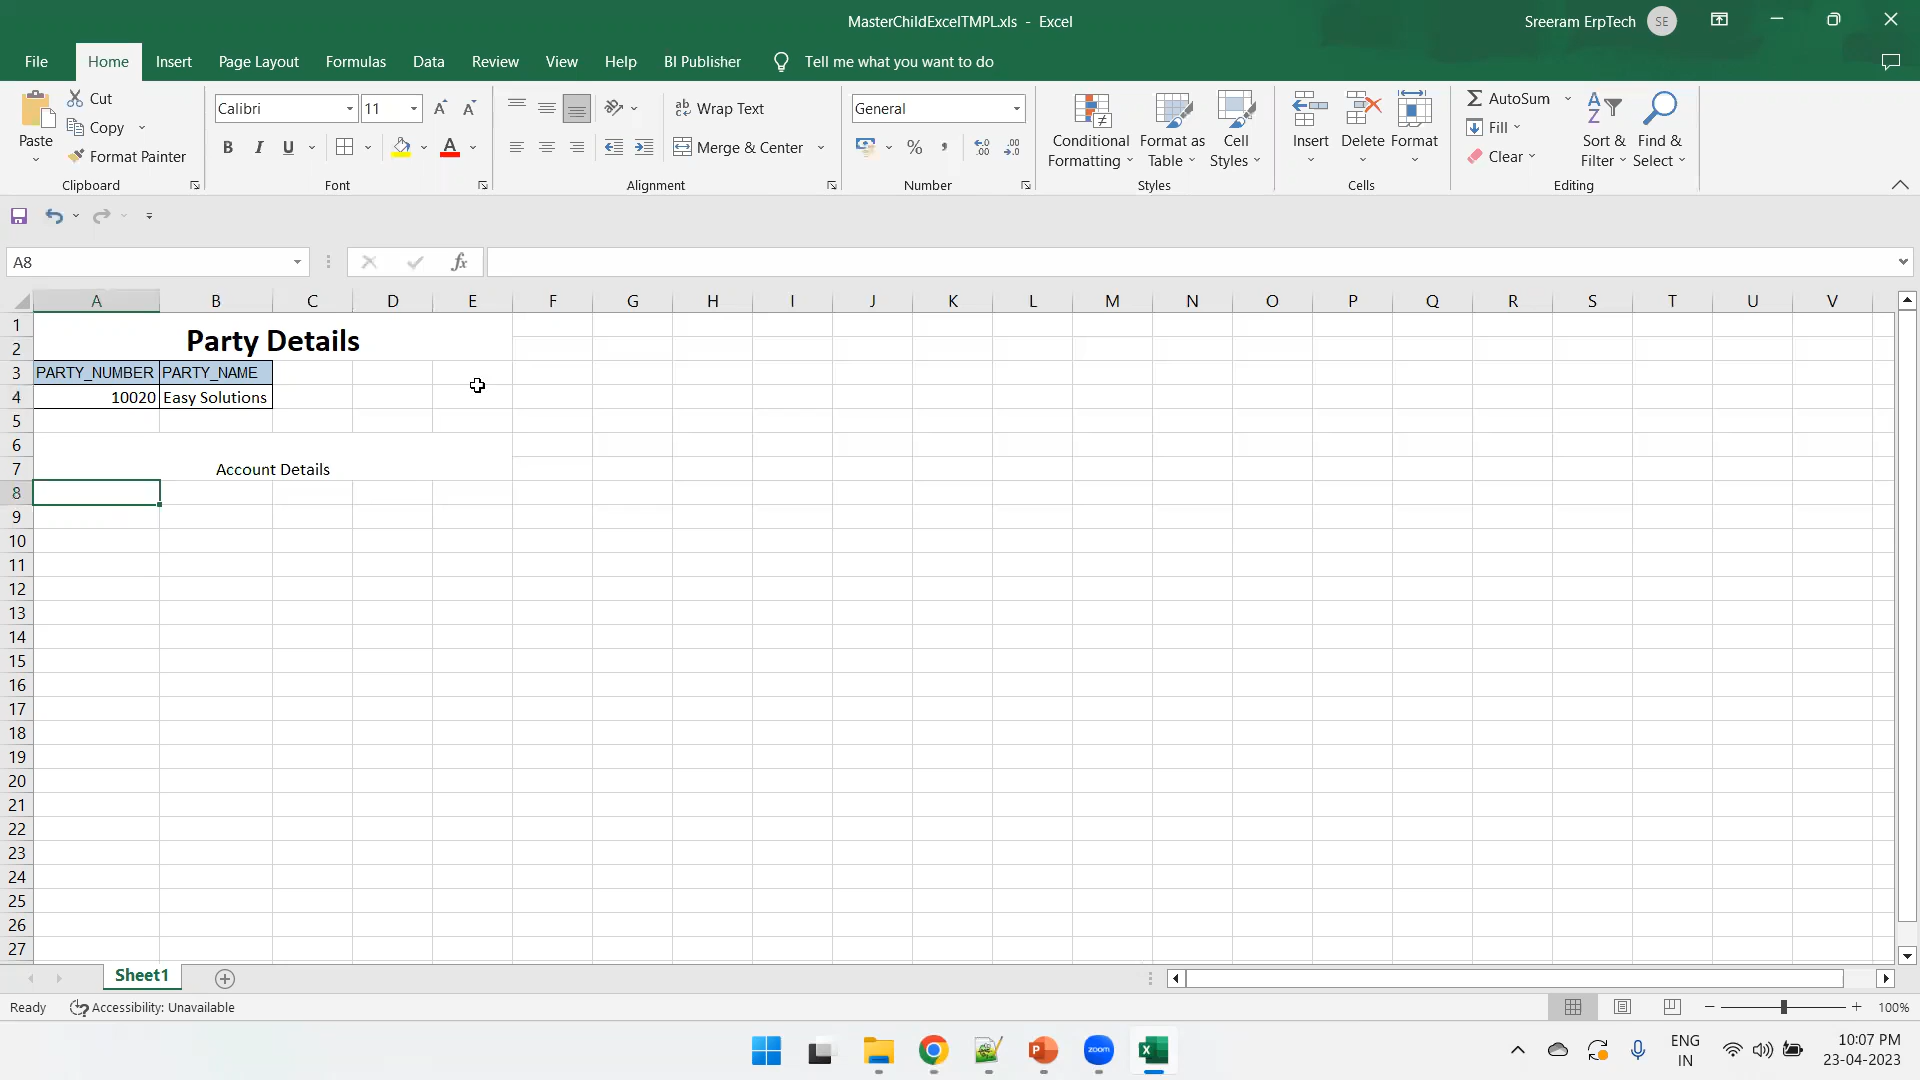 MasterChildExcelTMPL.xls - Excel
Sreeram ErpTech SE
File Home Insert Page Layout Formulas Data Review View Help BI Publisher Tell me what you want to do
Paste
Cut
Copy
Format Painter
Clipboard
Calibri 11
B I U
Font
Wrap Text
Merge & Center
Alignment
General
Number
Conditional Formatting
Format as Table
Cell Styles
Styles
Insert
Delete
Format
Cells
AutoSum
Fill
Clear
Sort & Filter
Find & Select
Editing
A8 fx
A B C D E F G H I J K L M N O P Q R S T U V
1
Party Details
2
3 PARTY_NUMBER PARTY_NAME
4 10020 Easy Solutions
5
6
7 Account Details
8
9
10
11
12
13
14
15
16
17
18
19
20
21
22
23
24
25
26
27
Sheet1
Ready Accessibility: Unavailable 100%
zoom
ENG
IN
10:07 PM
23-04-2023